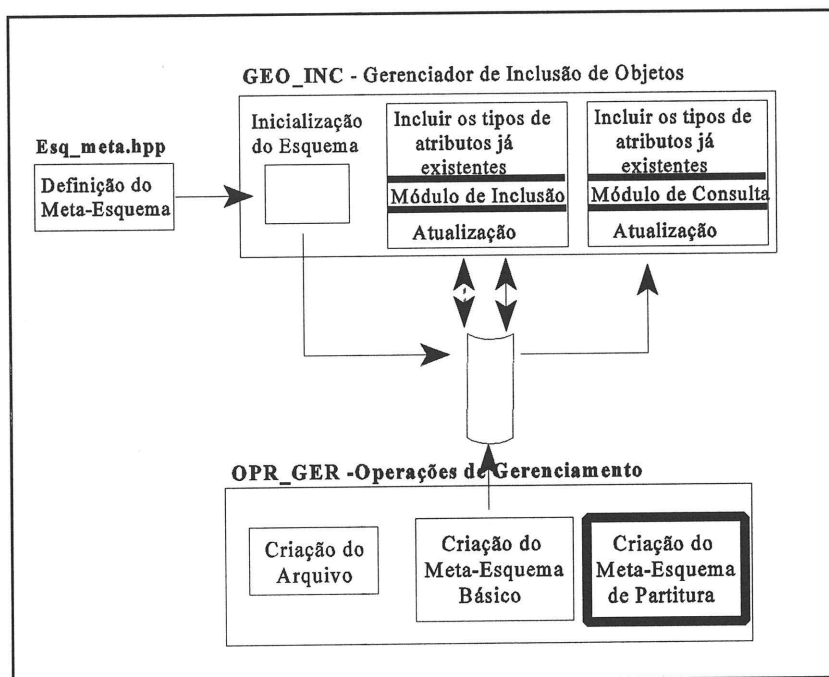 GEO_INC - Gerenciador de Inclusão de Objetos
Esq_meta.hpp
Definição do
Meta-Esquema
Inicialização
do Esquema
Incluir os tipos de
atributos já
existentes
Módulo de Inclusão
Atualização
Incluir os tipos de
atributos já
existentes
Módulo de Consulta
Atualização
OPR_GER -Operações de Gerenciamento
Criação do
Arquivo
Criação do
Meta-Esquema
Básico
Criação do
Meta-Esquema
de Partitura